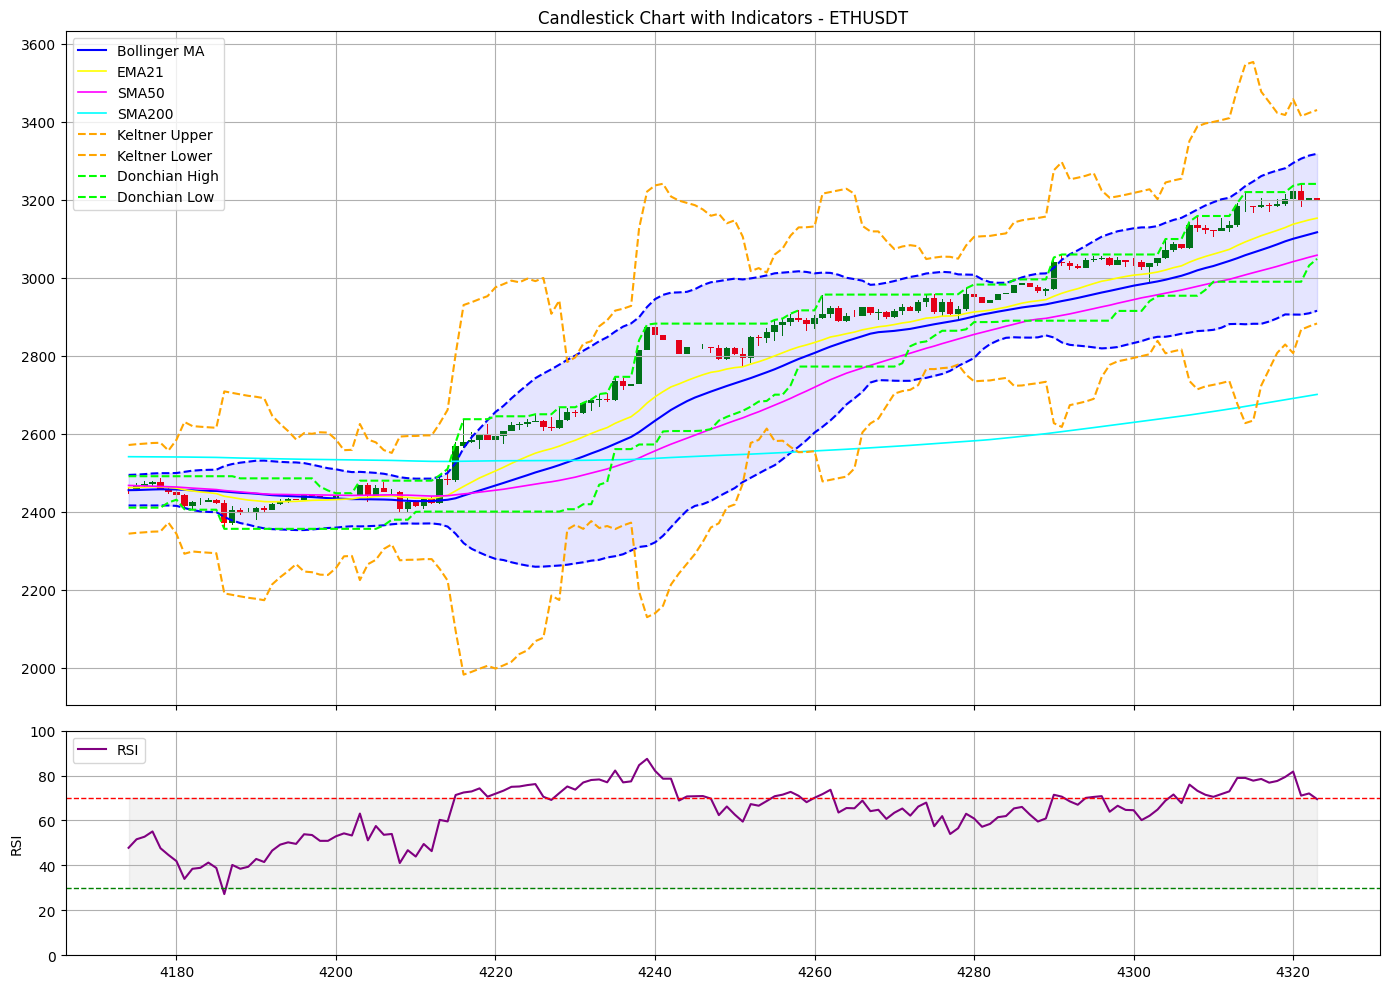 Candlestick Chart with Indicators - ETHUSDT
3600
3400
3200
3000
2800
2600
2400
2200
2000
Bollinger MA
EMA21
SMA50
SMA200
Keltner Upper
Keltner Lower
Donchian High
Donchian Low
100
80
60
40
20
0
RSI
RSI
4180
4200
4220
4240
4260
4280
4300
4320